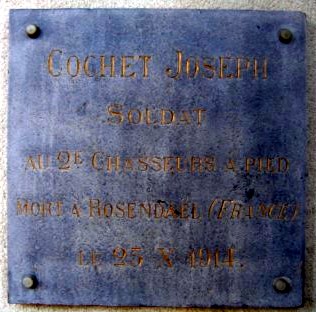 COCHET JOSEPH
SOLDAT
AU 2E CHASSEURS A PIED
MORT A ROSENDAEL (FRANCE)
LE 25 X 1914.